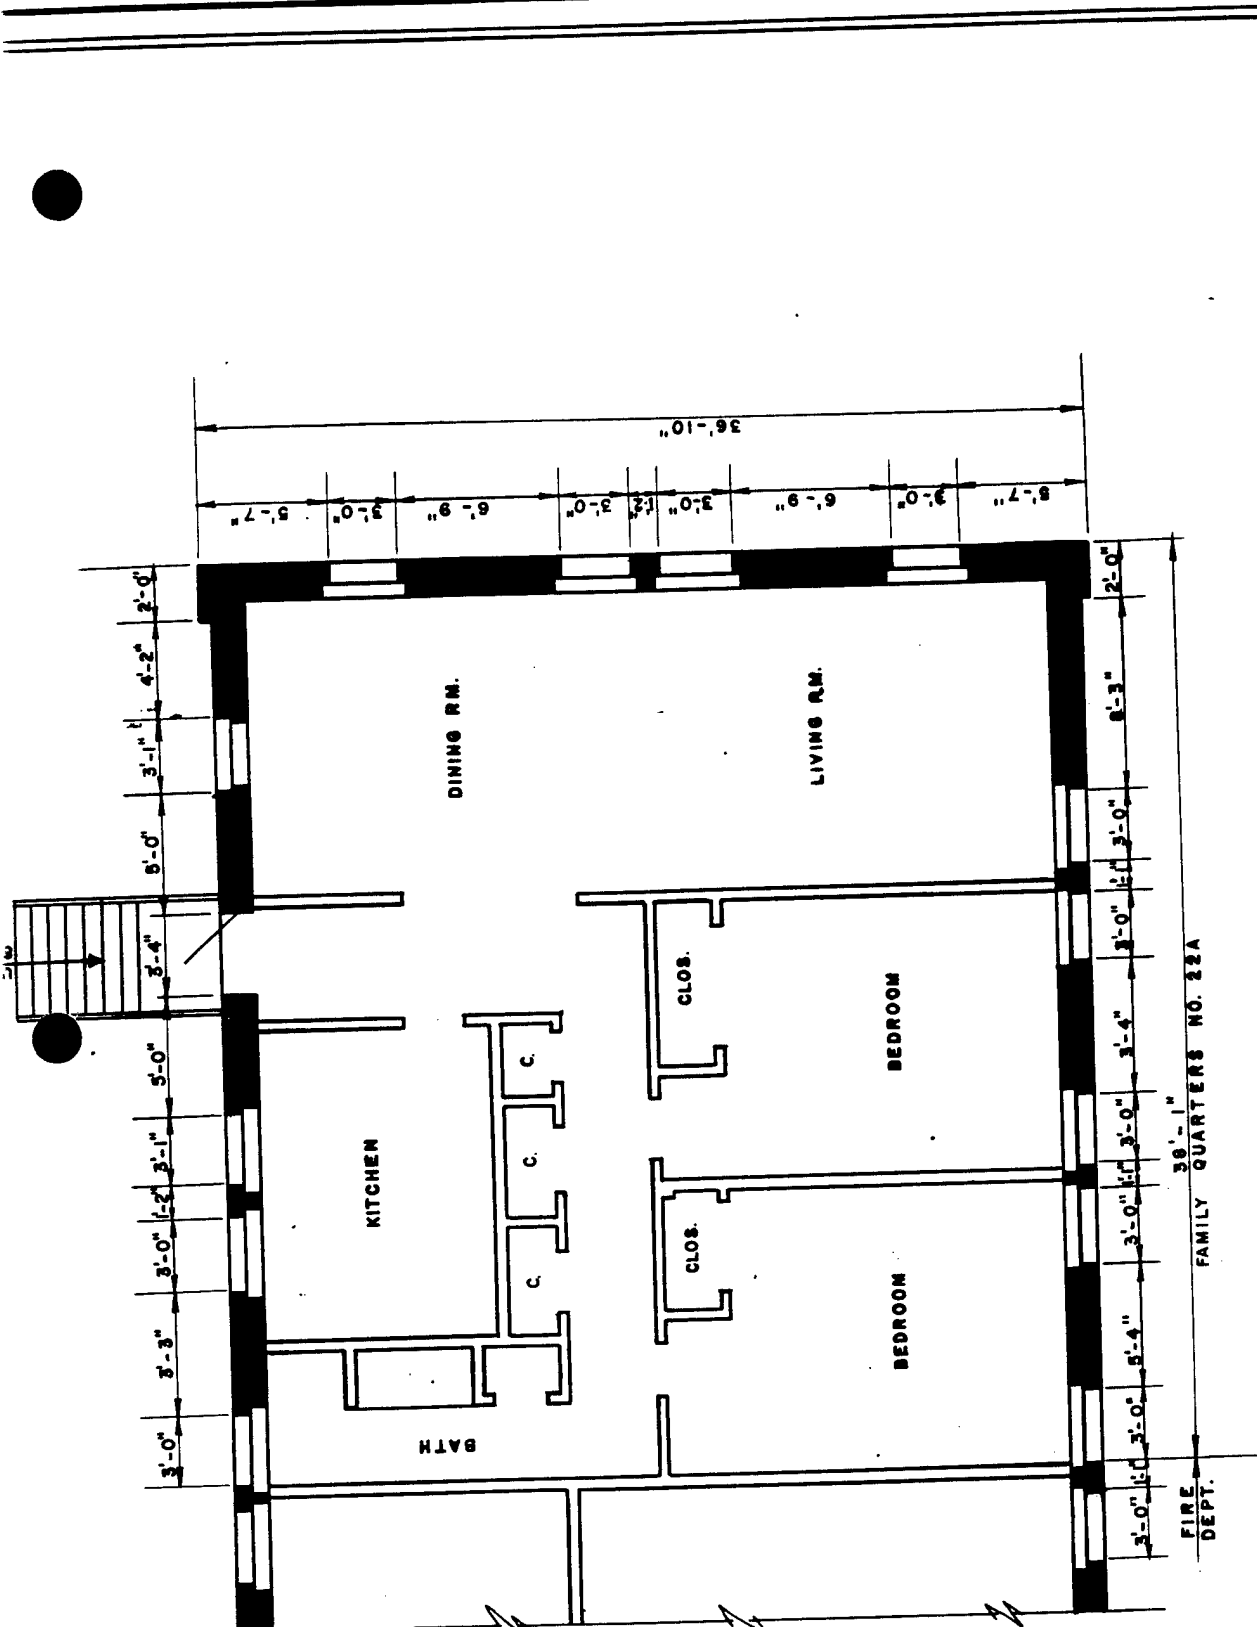 36'-10"
5'-7"
3'-0"
6'-9"
3'-0"
1'-2"
3'-0"
6'-9"
3'-0"
5'-7"
2'-0"
4'-2"
3'-1"
5'-0"
3'-4"
5'-0"
3'-1"
1'-2"
3'-0"
3'-3"
3'-0"
DINING RM.
LIVING RM.
CLOS.
BEDROOM
KITCHEN
C.
C.
C.
CLOS.
BEDROOM
BATH
2'-0"
8'-3"
3'-0"
1'-1"
3'-0"
3'-4"
3'-0"
1'-1"
3'-0"
5'-4"
3'-0"
1'-1"
3'-0"
38'-1"
FAMILY QUARTERS NO. 22A
FIRE
DEPT.